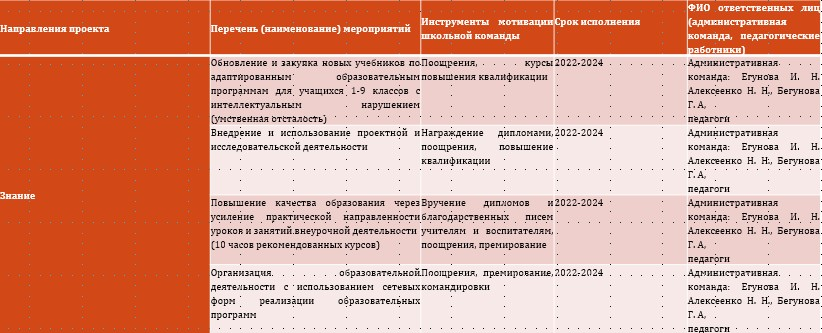 Направления проекта
Перечень (наименование) мероприятий
Инструменты мотивации
школьной команды
Срок исполнения
ФИО ответственных лиц
(административная
команда, педагогические
работники)
Знание
Обновление и закупка новых учебников по
адаптированным образовательным
программам для учащихся 1-9 классов с
интеллектуальным нарушением
(умственная отсталость)
Поощрения, курсы
повышения квалификации
2022-2024
Административная
команда: Егунова И. Н.
Алексеенко Н. Н., Бегунова
Г. А,
педагоги
Внедрение и использование проектной и
исследовательской деятельности
Награждение дипломами,
поощрения, повышение
квалификации
2022-2024
Административная
команда: Егунова И. Н.
Алексеенко Н. Н., Бегунова
Г. А,
педагоги
Повышение качества образования через
усиление практической направленности
уроков и занятий внеурочной деятельности
(10 часов рекомендованных курсов)
Вручение дипломов и
благодарственных писем
учителям и воспитателям,
поощрения, премирование
2022-2024
Административная
команда: Егунова И. Н.
Алексеенко Н. Н., Бегунова
Г. А,
педагоги
Организация образовательной
деятельности с использованием сетевых
форм реализации образовательных
программ
Поощрения, премирование,
командировки
2022-2024
Административная
команда: Егунова И. Н.
Алексеенко Н. Н., Бегунова
Г. А,
педагоги